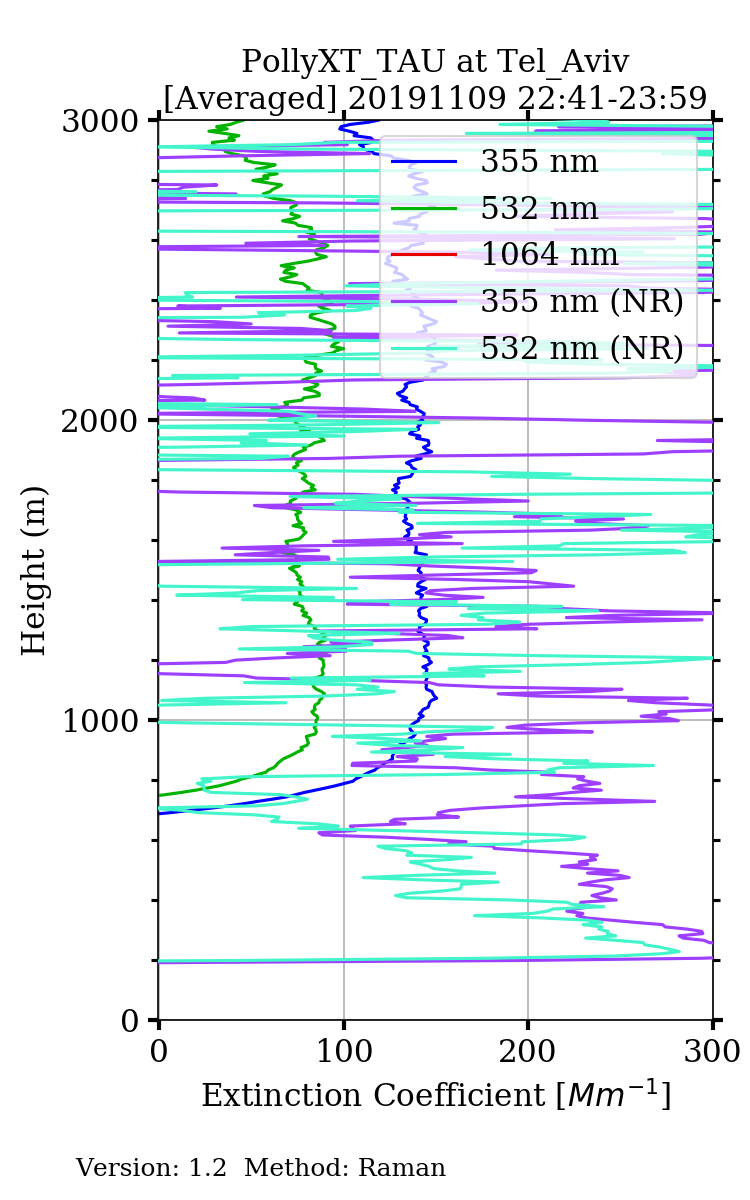 PollyXT_TAU at Tel_Aviv
[Averaged] 20191109 22:41-23:59
3000
2000
1000
0
Height (m)
355 nm
532 nm
1064 nm
355 nm (NR)
532 nm (NR)
0 100 200 300
Extinction Coefficient [Mm⁻¹]
Version: 1.2 Method: Raman